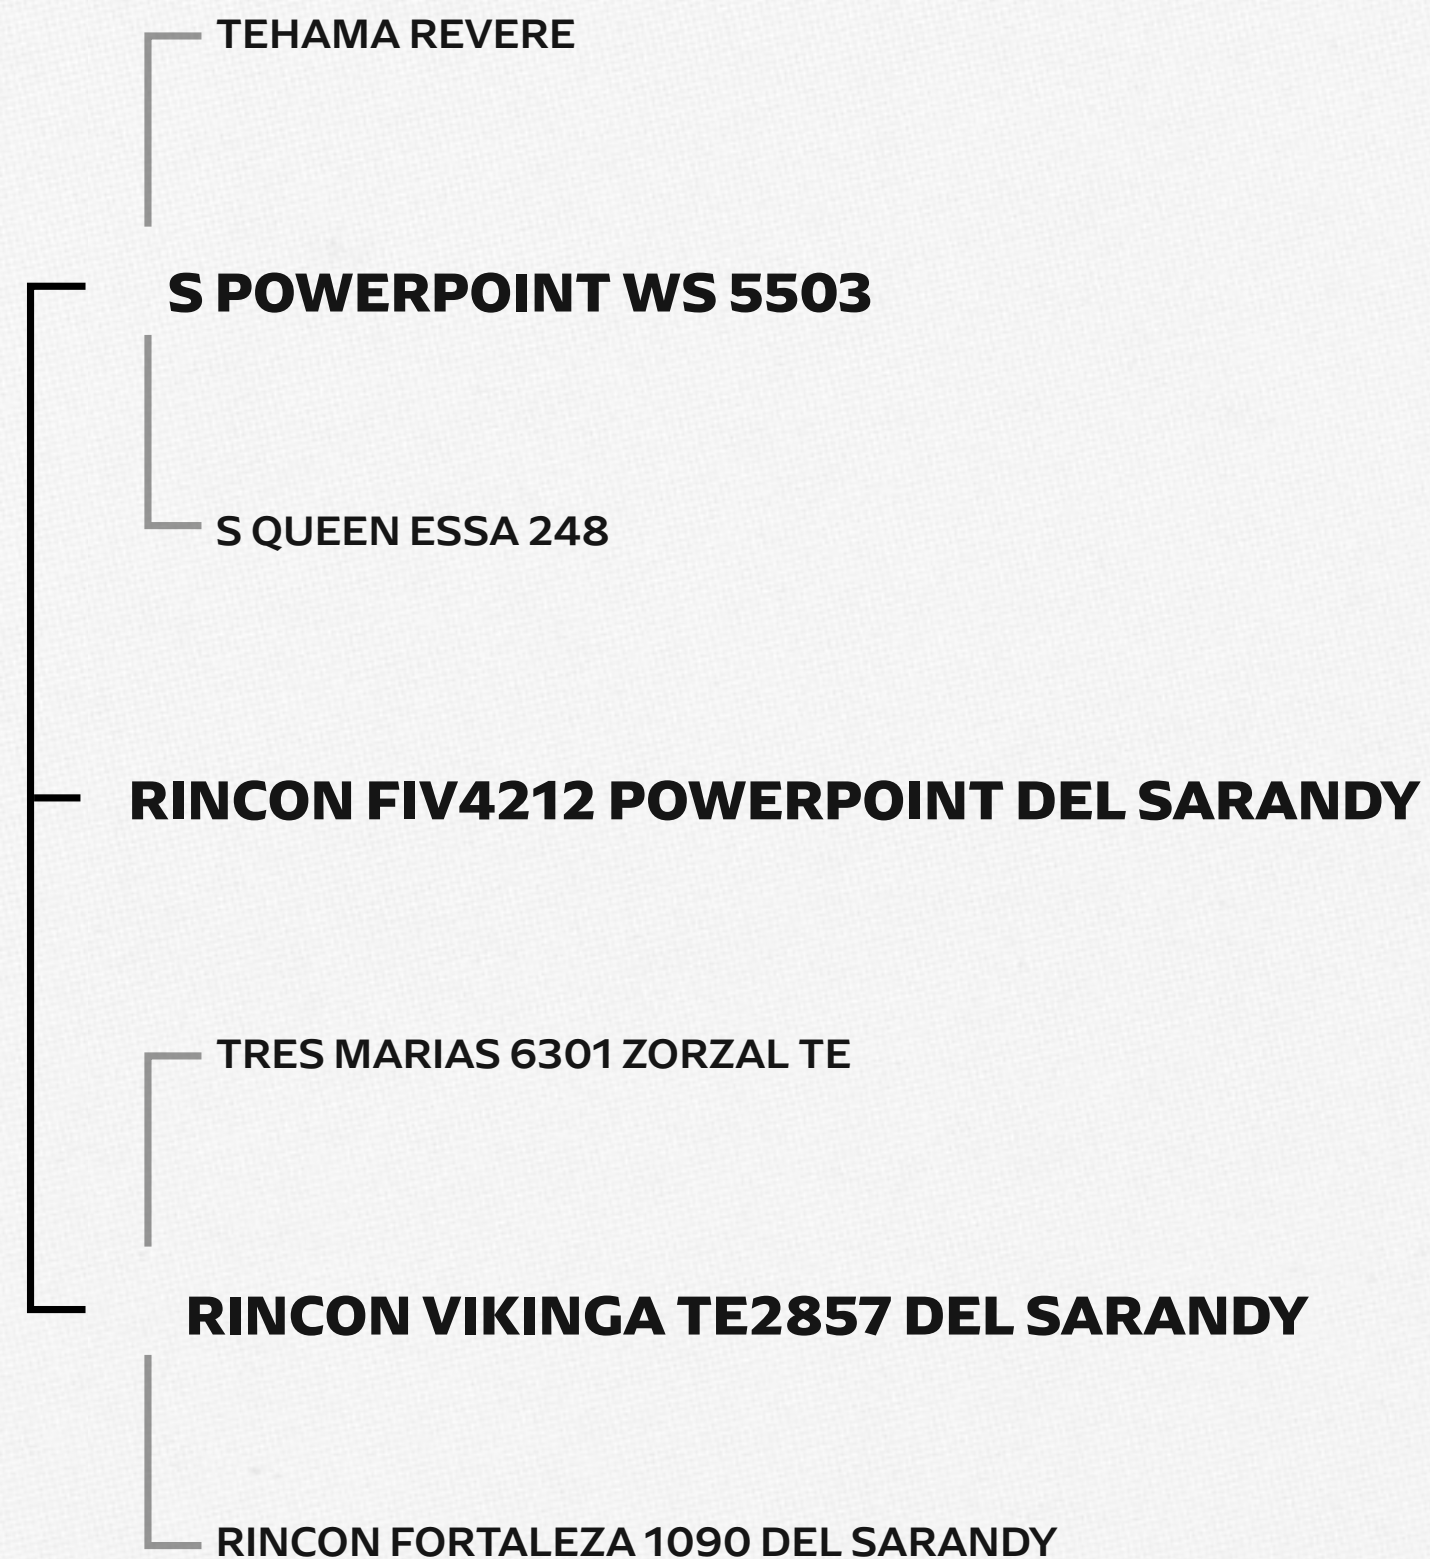 TEHAMA REVERE
S POWERPOINT WS 5503
S QUEEN ESSA 248
RINCON FIV4212 POWERPOINT DEL SARANDY
TRES MARIAS 6301 ZORZAL TE
RINCON VIKINGA TE2857 DEL SARANDY
RINCON FORTALEZA 1090 DEL SARANDY